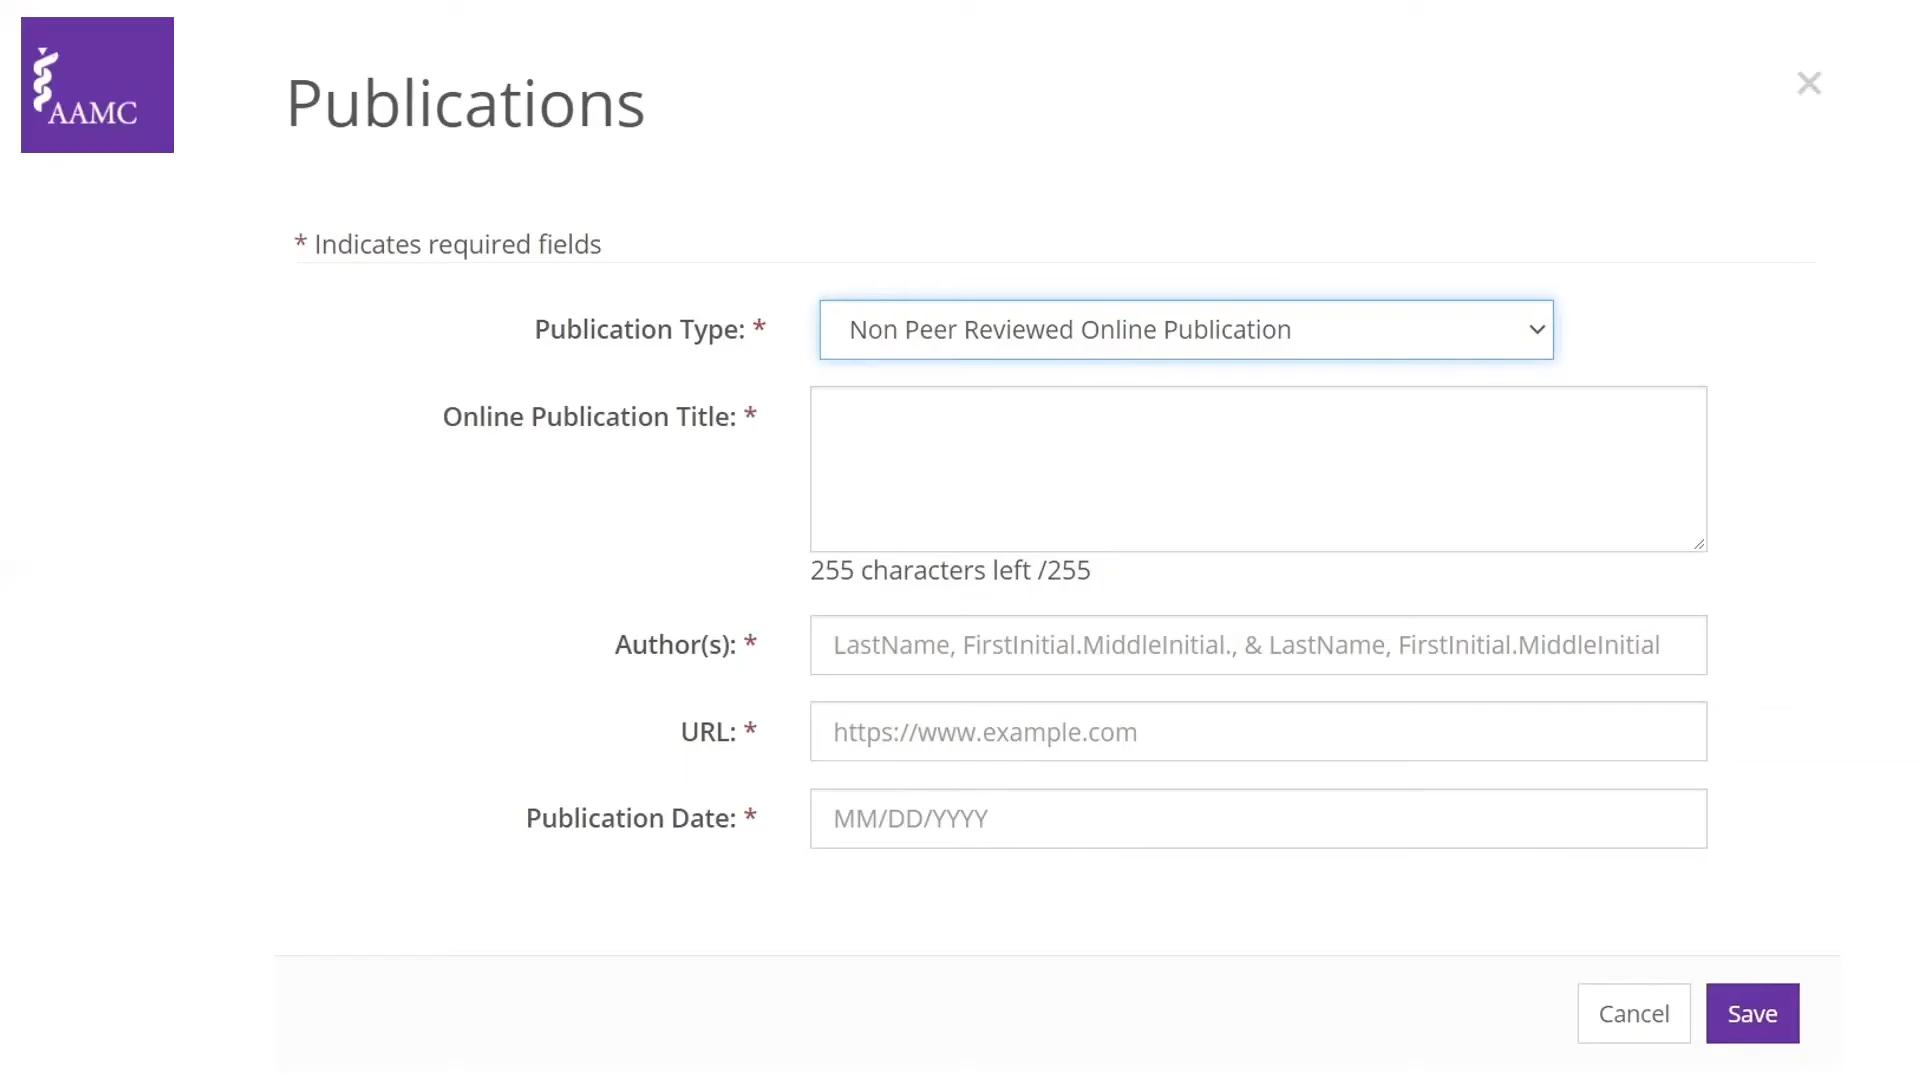 AAMC
Publications
* Indicates required fields
Publication Type: * Non Peer Reviewed Online Publication
Online Publication Title: *
255 characters left /255
Author(s): * LastName, FirstInitial.MiddleInitial., & LastName, FirstInitial.MiddleInitial
URL: * https://www.example.com
Publication Date: * MM/DD/YYYY
Cancel Save